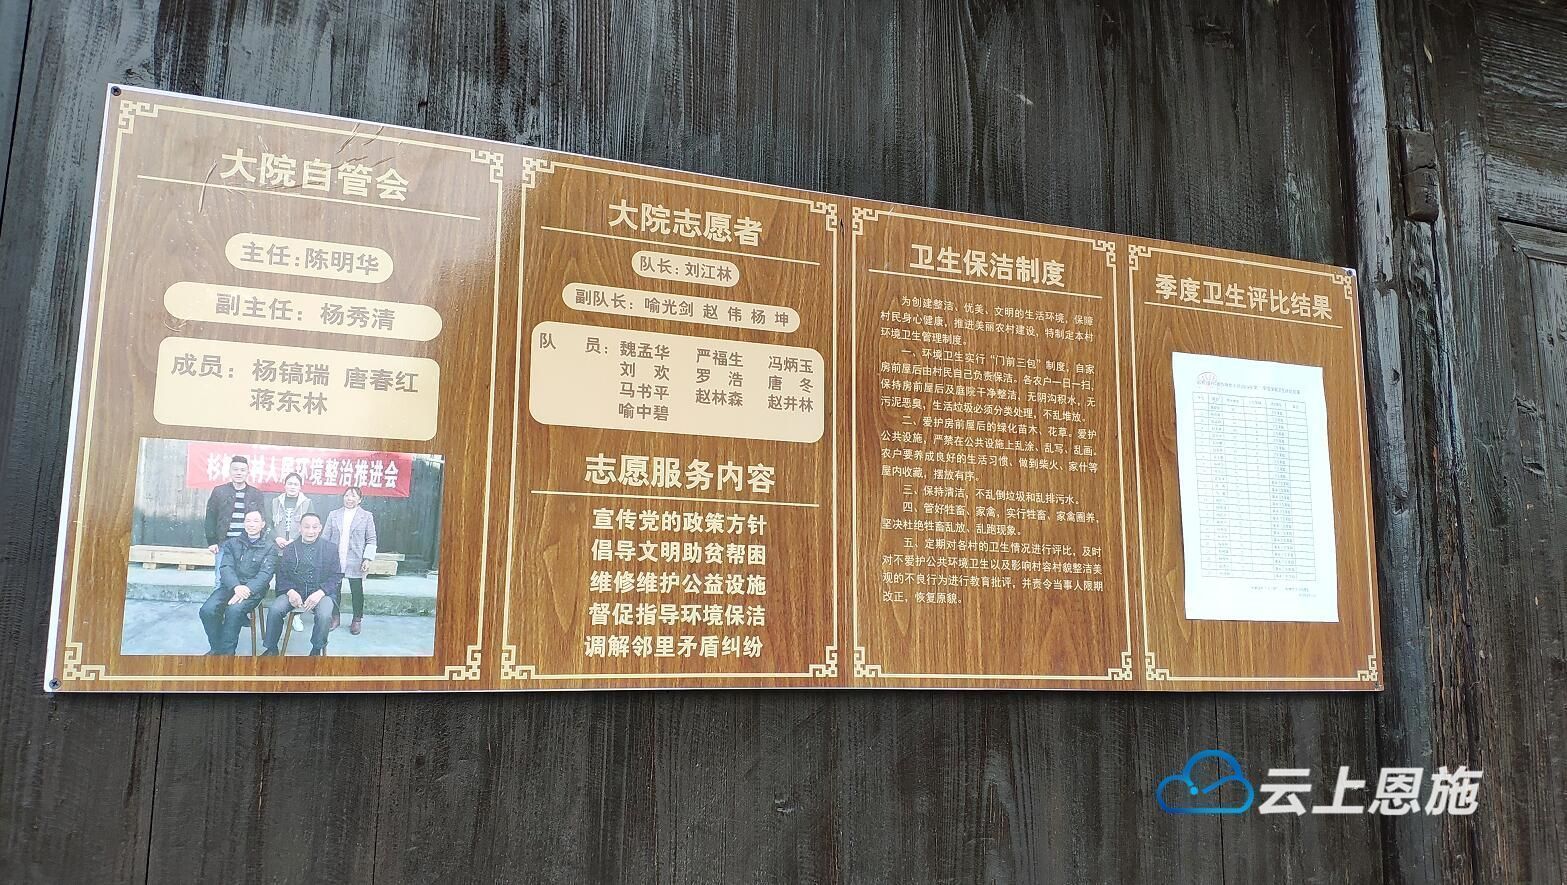 大院自管会
主任:陈明华
副主任：杨秀清
成员：杨镐瑞 唐春红
蒋东林
村人居环境整治推进会
大院志愿者
队长:刘江林
副队长：喻光剑 赵 伟 杨 坤
队 员：魏孟华 严福生 冯炳玉
刘 欢 罗 浩 唐 冬
马书平 赵林森 赵井林
喻中碧
志愿服务内容
宣传党的政策方针
倡导文明助贫帮困
维修维护公益设施
督促指导环境保洁
调解邻里矛盾纠纷
卫生保洁制度
为创建整洁、优美、文明的生活环境，保障
村民身心健康，推进美丽农村建设，特制定本村
环境卫生管理制度。
一、环境卫生实行“门前三包”制度，自家
房前屋后由村民自己负责保洁。各农户一日一扫，
保持房前屋后及庭院干净整洁，无阴沟积水，无
污泥恶臭，生活垃圾必须分类处理，不乱堆放。
二、爱护房前屋后的绿化苗木、花草，爱护
公共设施，严禁在公共设施上乱涂、乱写、乱画。
农户要养成良好的生活习惯、做到柴火、家什等
屋内收藏，摆放有序。
三、保持清洁，不乱倒垃圾和乱排污水。
四、管好牲畜、家禽，实行牲畜、家禽圈养，
坚决杜绝牲畜乱放、乱跑现象。
五、定期对各村的卫生情况进行评比，及时
对不爱护公共环境卫生以及影响村容村貌整洁美
观的不良行为进行教育批评，并责令当事人限期
改正，恢复原貌。
季度卫生评比结果
云上恩施